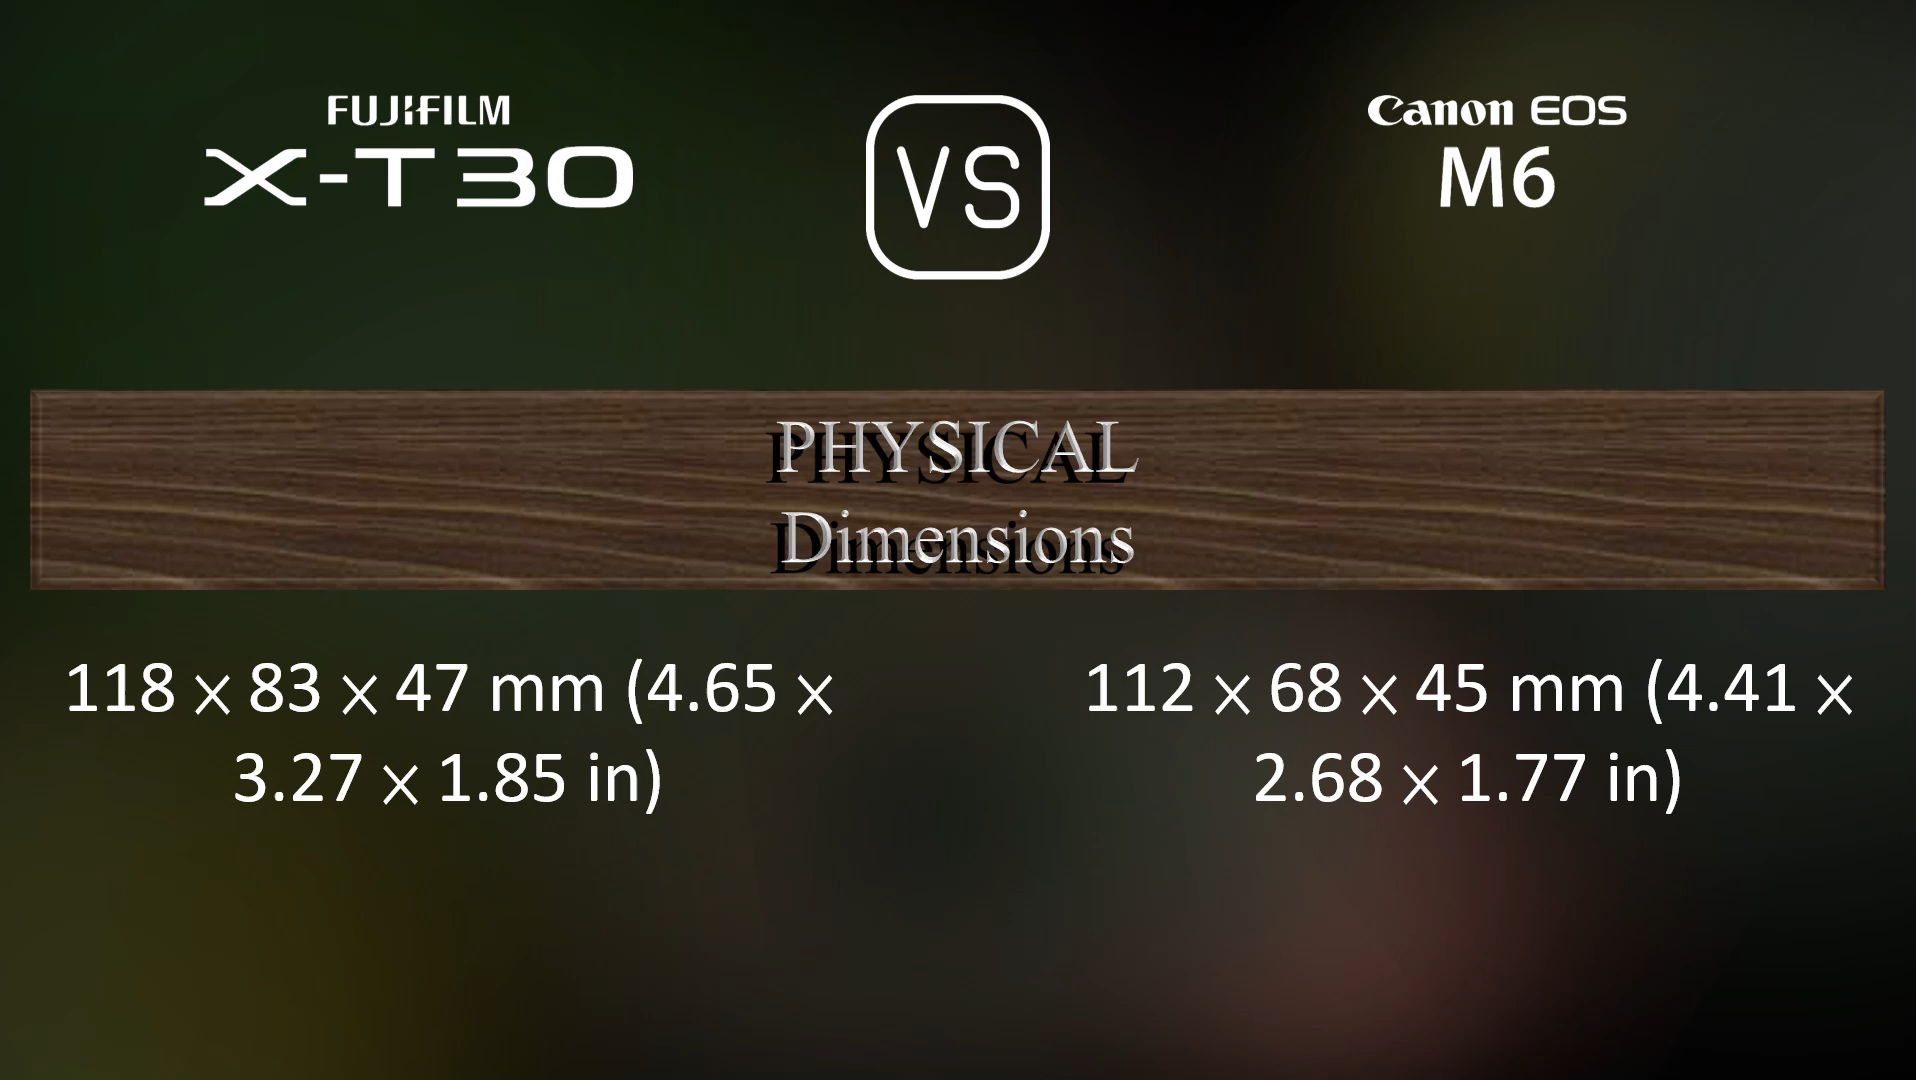 FUJIFILM
X-T30
VS
Canon EOS
M6
PHYSICAL
Dimensions
118 x 83 x 47 mm (4.65 x
3.27 x 1.85 in)
112 x 68 x 45 mm (4.41 x
2.68 x 1.77 in)